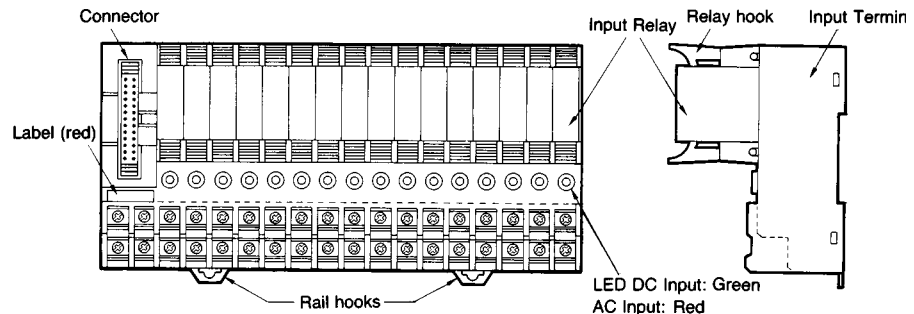 Connector
Input Relay
Relay hook
Input Termin
Label (red)
Rail hooks
LED DC Input: Green
AC Input: Red